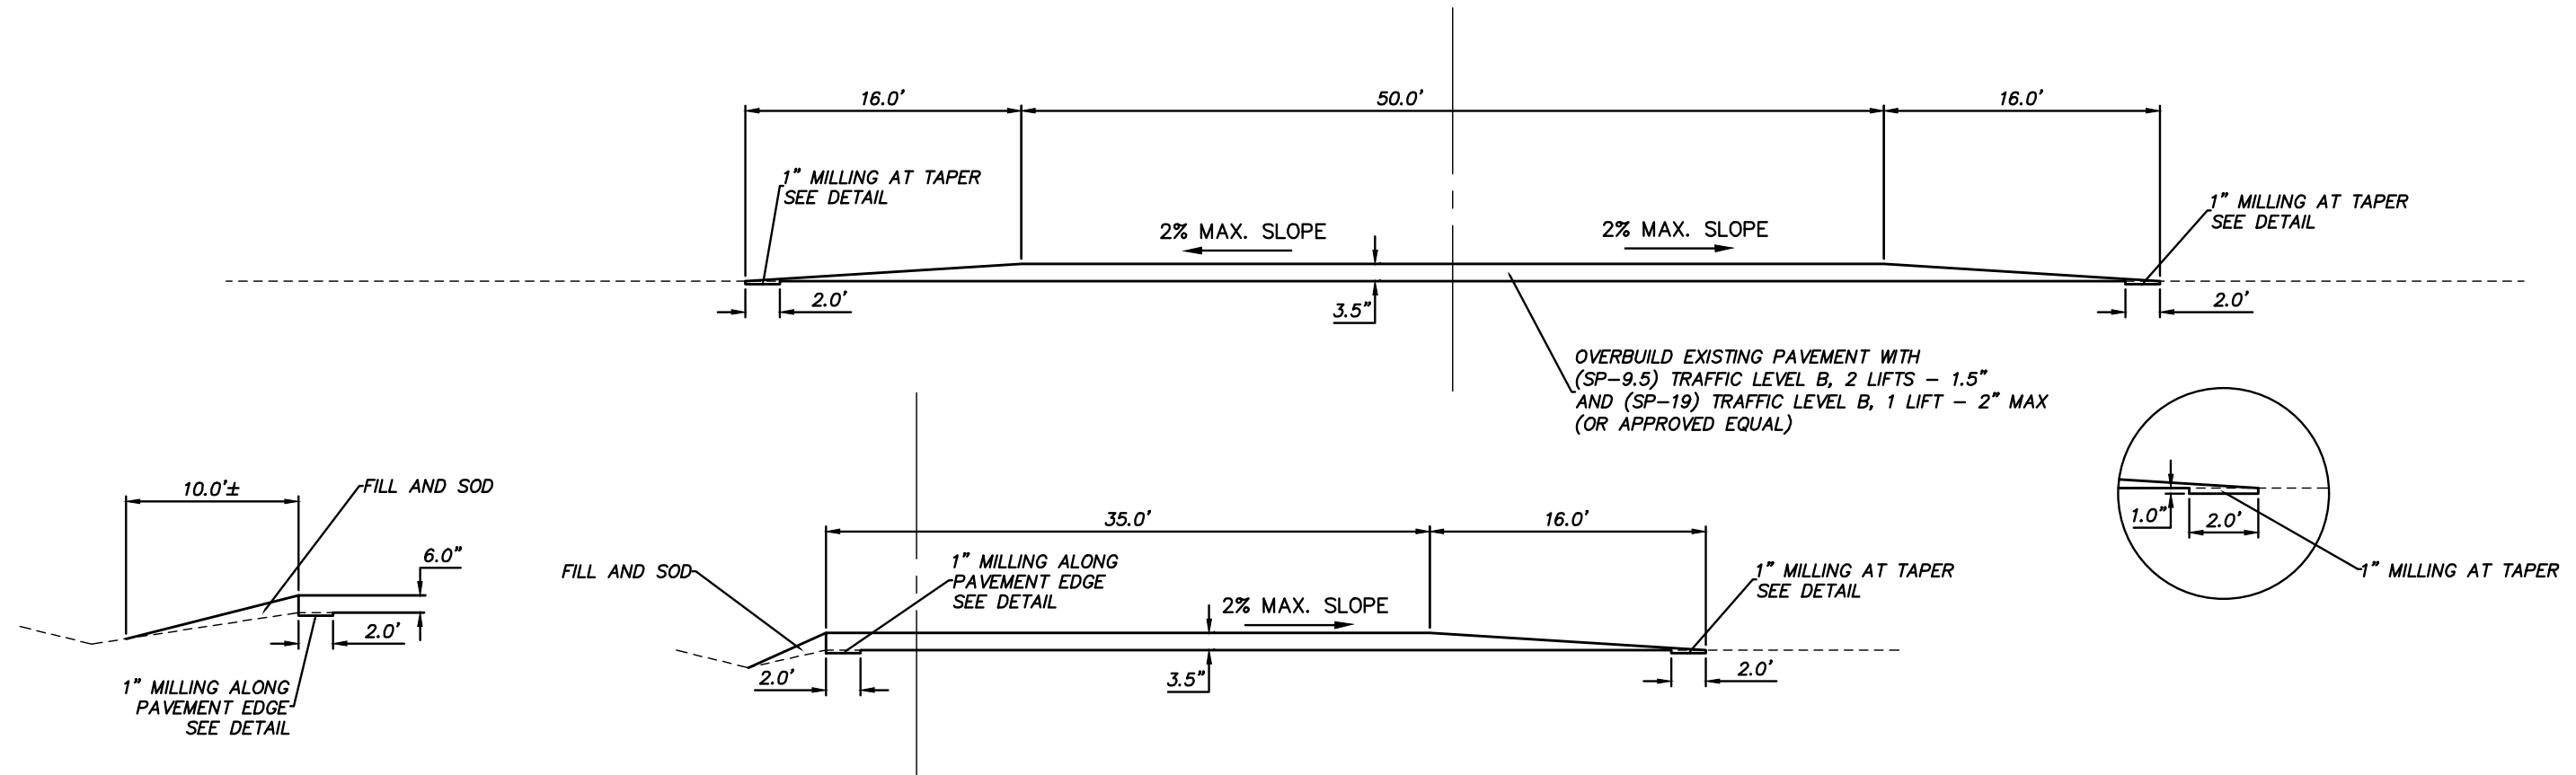 16.0'
50.0'
16.0'
1" MILLING AT TAPER
SEE DETAIL
1" MILLING AT TAPER
SEE DETAIL
2% MAX. SLOPE
2% MAX. SLOPE
2.0'
3.5"
2.0'
OVERBUILD EXISTING PAVEMENT WITH
(SP-9.5) TRAFFIC LEVEL B, 2 LIFTS - 1.5"
AND (SP-19) TRAFFIC LEVEL B, 1 LIFT - 2" MAX
(OR APPROVED EQUAL)
10.0'±
FILL AND SOD
6.0"
2.0'
1" MILLING ALONG
PAVEMENT EDGE
SEE DETAIL
35.0'
16.0'
FILL AND SOD
1" MILLING ALONG
PAVEMENT EDGE
SEE DETAIL
2% MAX. SLOPE
1" MILLING AT TAPER
SEE DETAIL
2.0'
3.5"
2.0'
1.0"
2.0'
1" MILLING AT TAPER